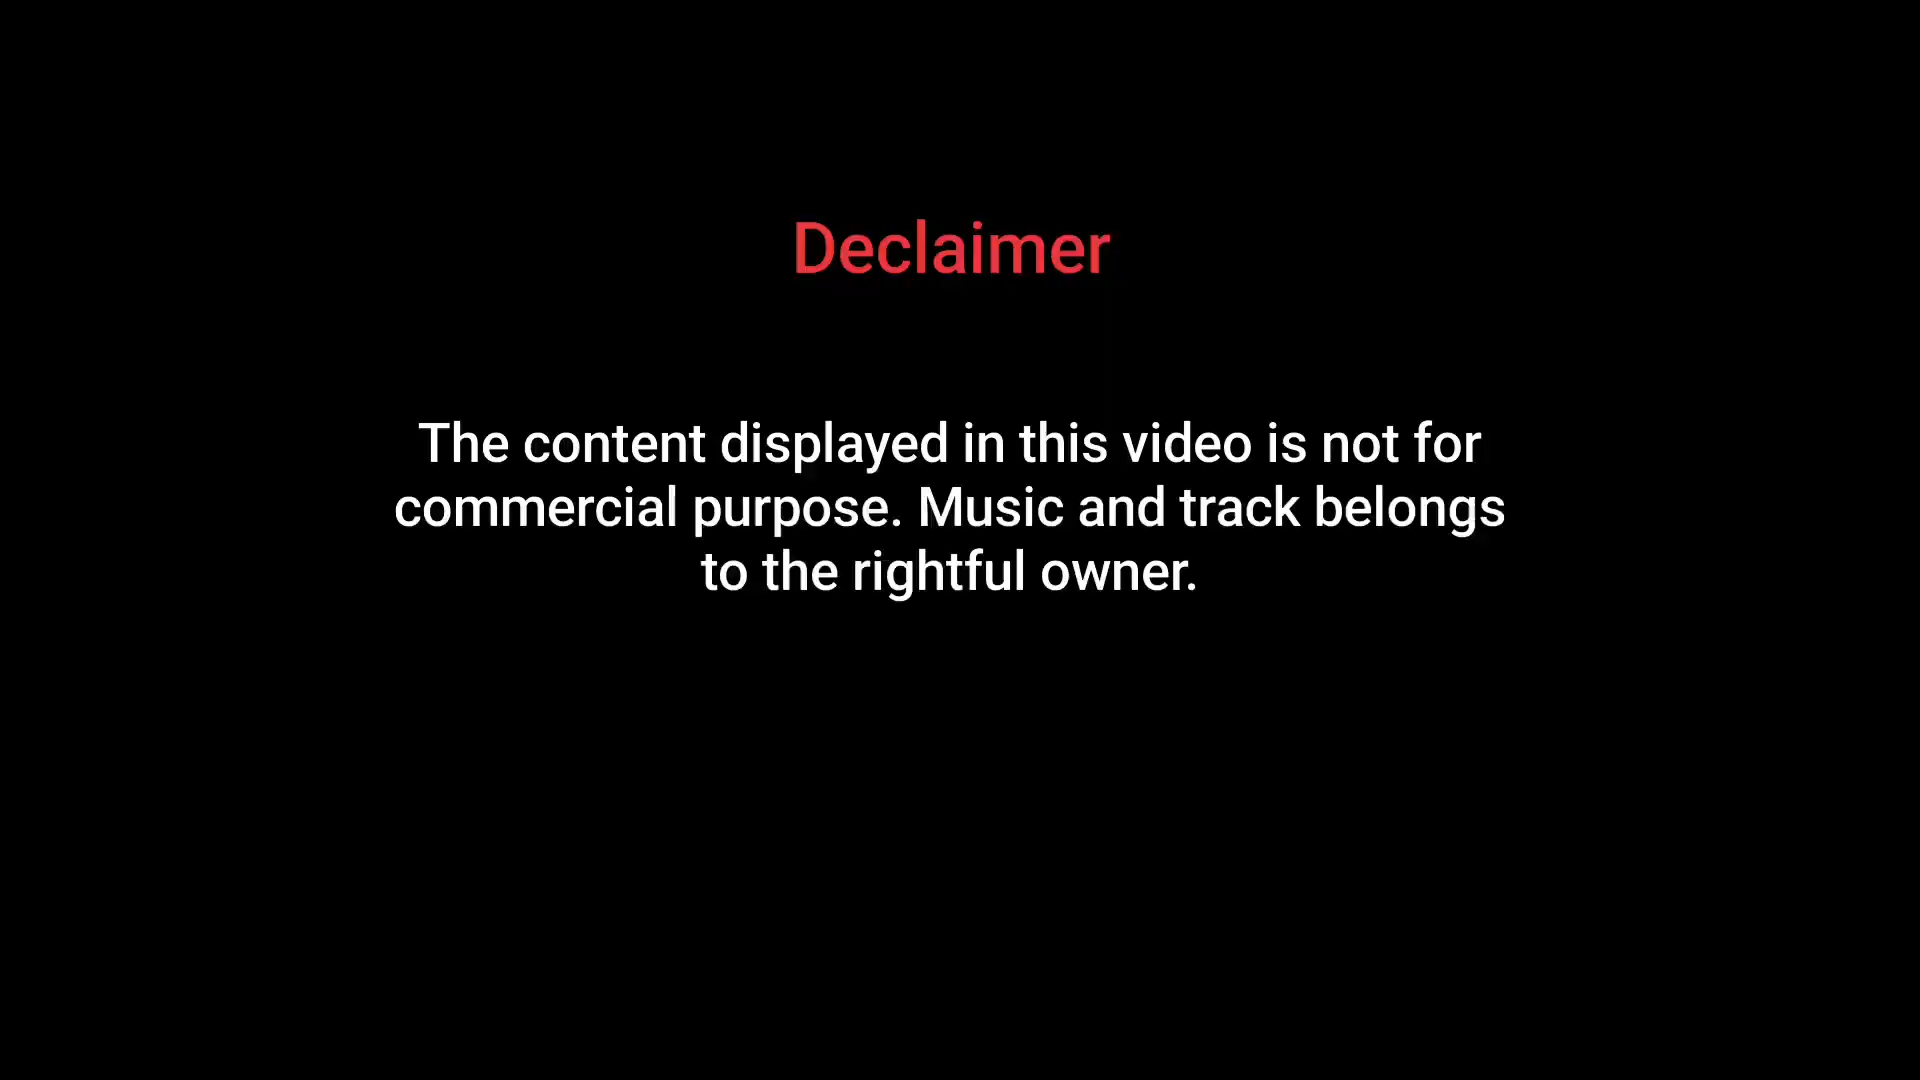 Declaimer
The content displayed in this video is not for
commercial purpose. Music and track belongs
to the rightful owner.